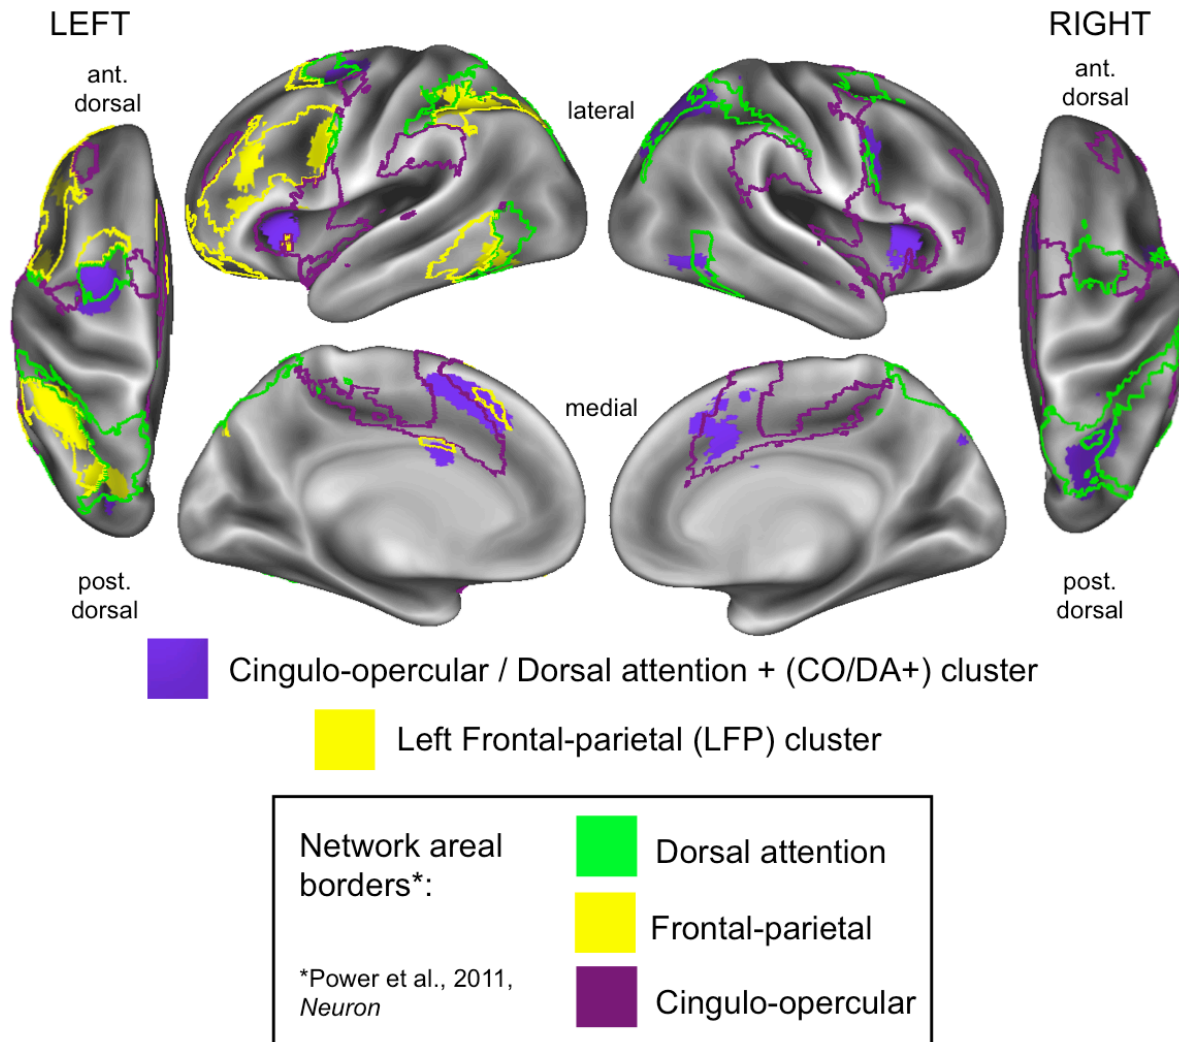 LEFT
RIGHT
ant.
dorsal
lateral
ant.
dorsal
medial
post.
dorsal
post.
dorsal
Cingulo-opercular / Dorsal attention + (CO/DA+) cluster
Left Frontal-parietal (LFP) cluster
Network areal
borders*:
*Power et al., 2011,
Neuron
Dorsal attention
Frontal-parietal
Cingulo-opercular